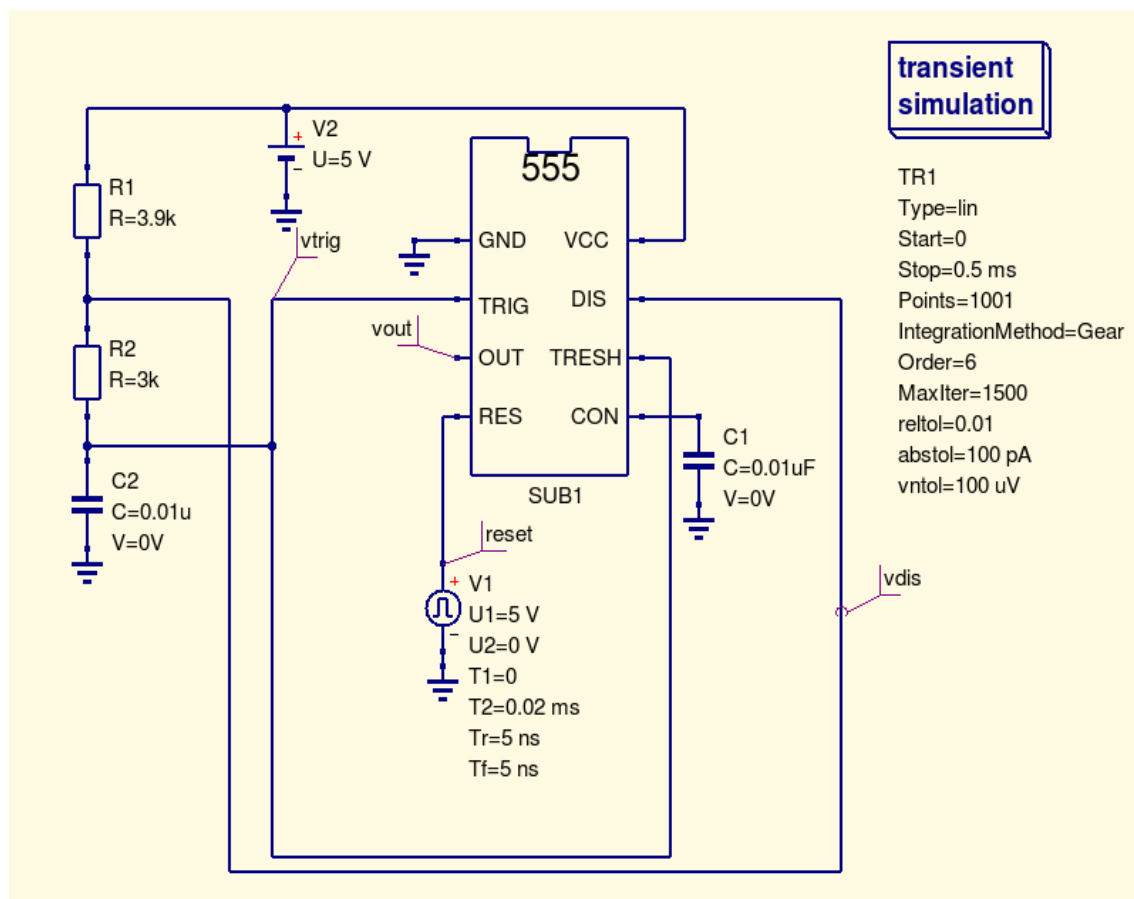 transient
simulation
V2
U=5 V
+
-
555
R1
R=3.9k
TR1
Type=lin
Start=0
Stop=0.5 ms
Points=1001
IntegrationMethod=Gear
Order=6
MaxIter=1500
reltol=0.01
abstol=100 pA
vntol=100 uV
vtrig
GND
VCC
TRIG
DIS
vout
OUT
TRESH
RES
CON
R2
R=3k
C1
C=0.01uF
V=0V
C2
C=0.01u
V=0V
SUB1
reset
vdis
+
-
V1
U1=5 V
U2=0 V
T1=0
T2=0.02 ms
Tr=5 ns
Tf=5 ns